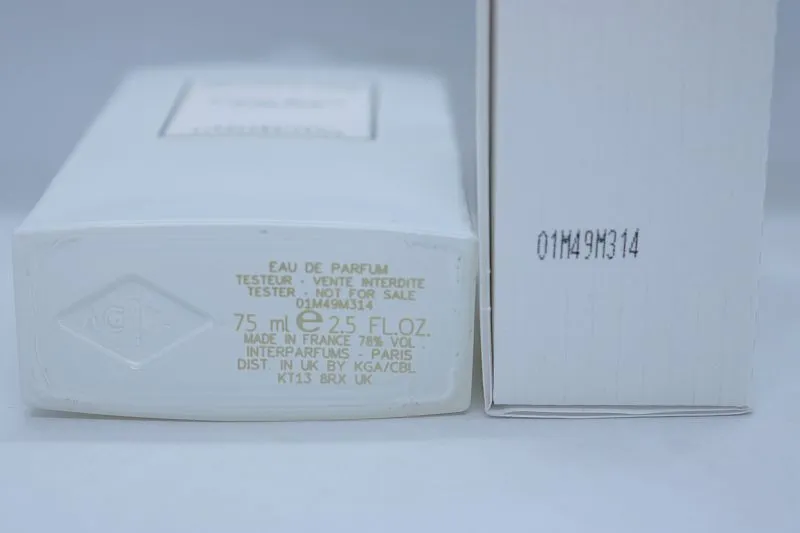 EAU DE PARFUM
TESTEUR - VENTE INTERDITE
TESTER - NOT FOR SALE
01M49M314
75 ml e 2.5 FL.OZ.
MADE IN FRANCE 78% VOL.
INTERPARFUMS - PARIS
DIST. IN UK BY KGA/CBL
KT13 8RX UK
01M49M314